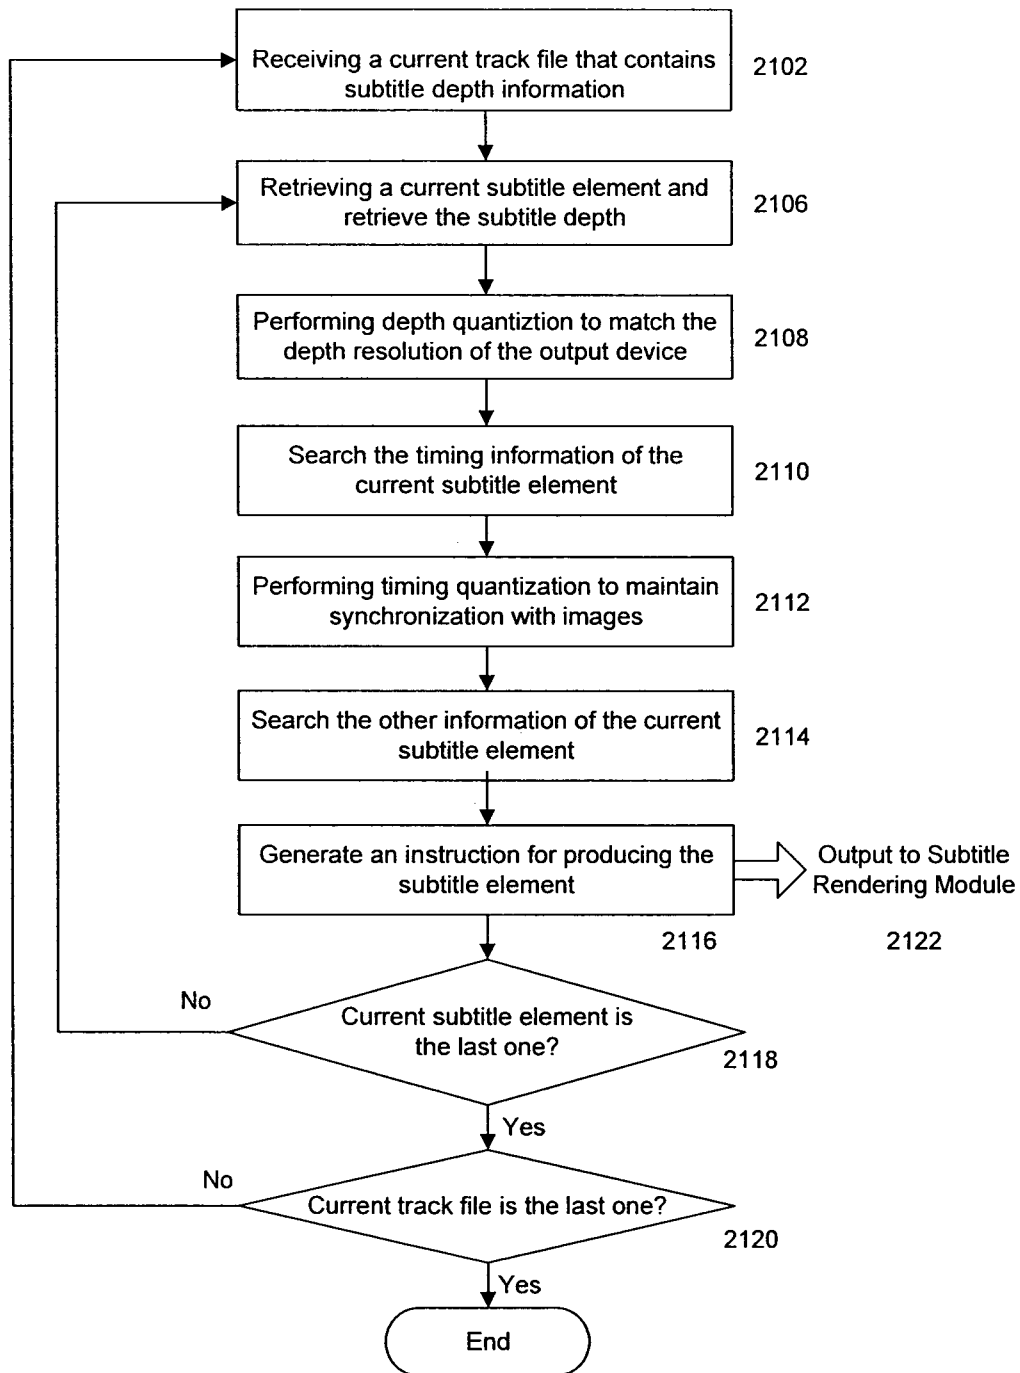 Receiving a current track file that contains
subtitle depth information
2102
Retrieving a current subtitle element and
retrieve the subtitle depth
2106
Performing depth quantiztion to match the
depth resolution of the output device
2108
Search the timing information of the
current subtitle element
2110
Performing timing quantization to maintain
synchronization with images
2112
Search the other information of the current
subtitle element
2114
Generate an instruction for producing the
subtitle element
2116
Output to Subtitle
Rendering Module
2122
No
Current subtitle element is
the last one?
2118
Yes
No
Current track file is the last one?
2120
Yes
End